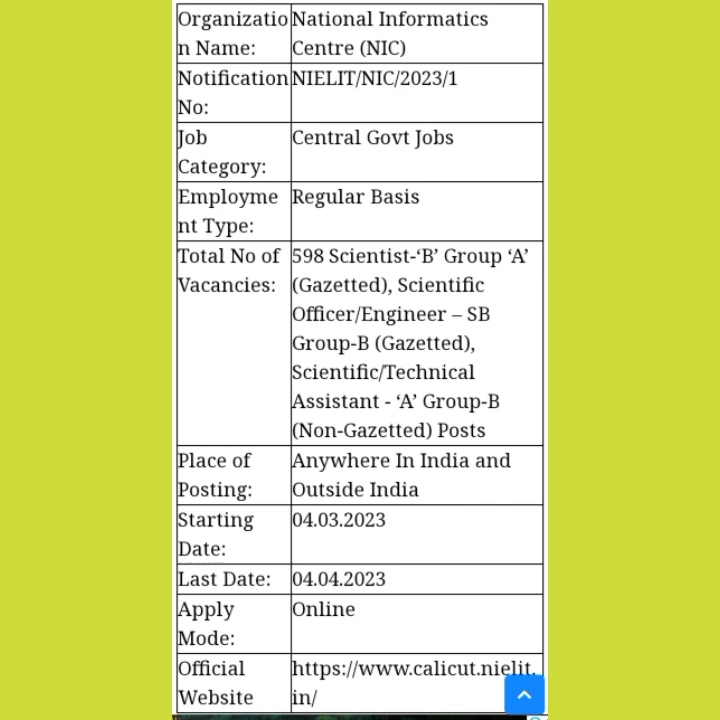 Organizatio National Informatics
n Name: Centre (NIC)
Notification NIELIT/NIC/2023/1
No:
Job Central Govt Jobs
Category:
Employme Regular Basis
nt Type:
Total No of 598 Scientist-‘B’ Group ‘A’
Vacancies: (Gazetted), Scientific
Officer/Engineer – SB
Group-B (Gazetted),
Scientific/Technical
Assistant - ‘A’ Group-B
(Non-Gazetted) Posts
Place of Anywhere In India and
Posting: Outside India
Starting 04.03.2023
Date:
Last Date: 04.04.2023
Apply Online
Mode:
Official https://www.calicut.nielit.
Website in/